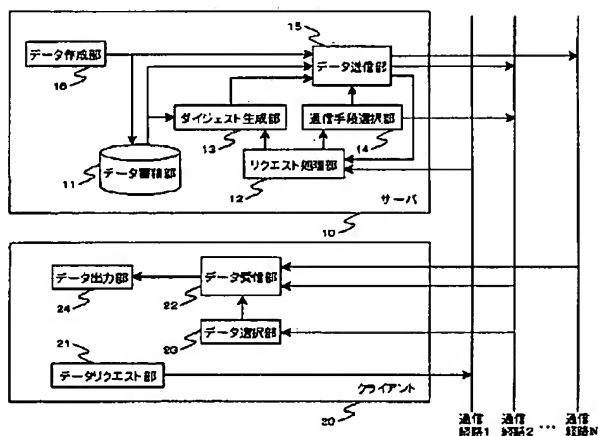 15
データ作成部
データ送信部
16
ダイジェスト生成部
通信手段選択部
13
14
11
データ蓄積部
リクエスト処理部
12
サーバ
10
データ出力部
データ受信部
24
22
データ選択部
21
23
データリクエスト部
クライアント
20
通信 通信 … 通信
経路1 経路2 経路N